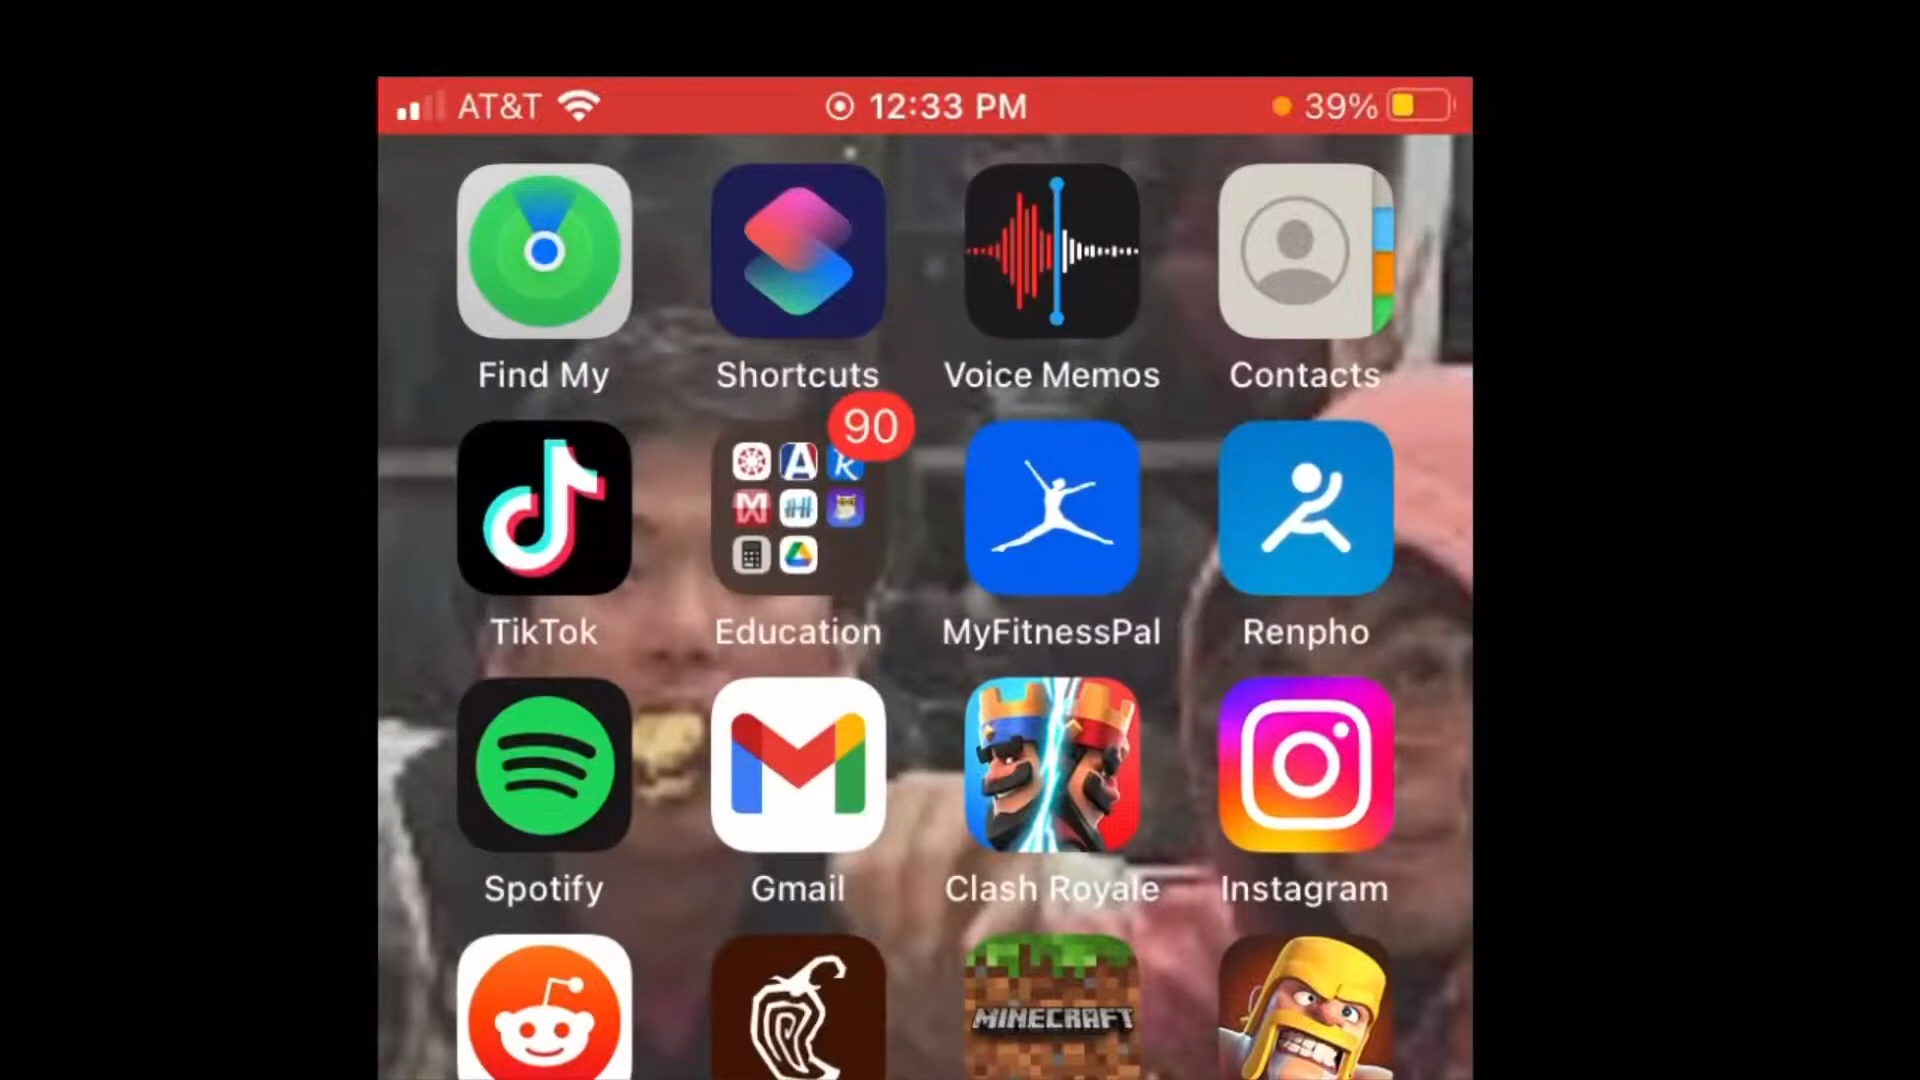 AT&T 12:33 PM 39%
Find My Shortcuts Voice Memos Contacts
90
TikTok Education MyFitnessPal Renpho
Spotify Gmail Clash Royale Instagram
MINECRAFT